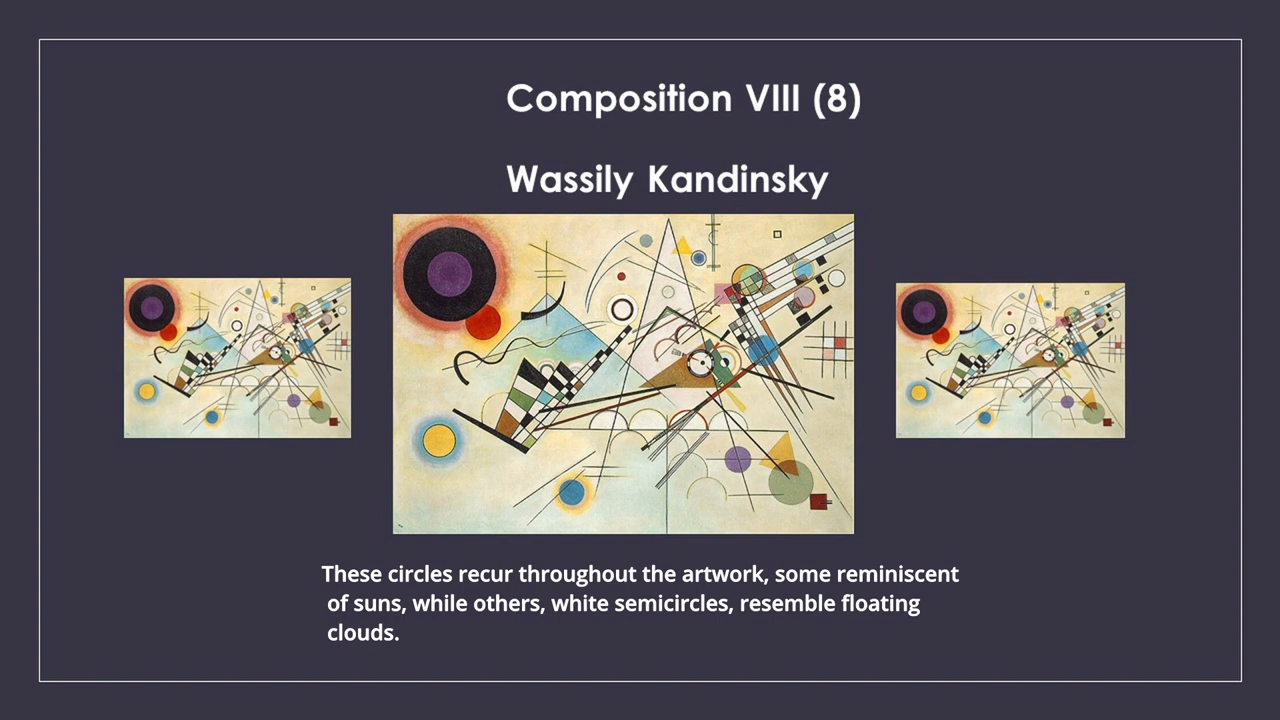 Composition VIII (8)
Wassily Kandinsky
These circles recur throughout the artwork, some reminiscent
of suns, while others, white semicircles, resemble floating
clouds.